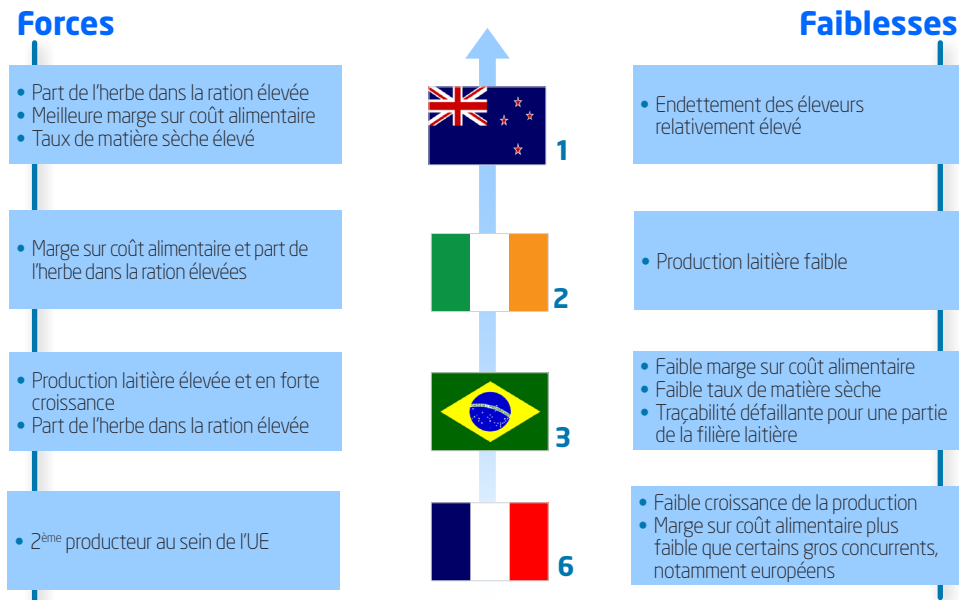 Forces
Faiblesses
• Part de l'herbe dans la ration élevée
• Meilleure marge sur coût alimentaire
• Taux de matière sèche élevé
1
• Endettement des éleveurs
relativement élevé
• Marge sur coût alimentaire et part de
l'herbe dans la ration élevées
2
• Production laitière faible
• Production laitière élevée et en forte
croissance
• Part de l'herbe dans la ration élevée
3
• Faible marge sur coût alimentaire
• Faible taux de matière sèche
• Traçabilité défaillante pour une partie
de la filière laitière
• 2ème producteur au sein de l'UE
6
• Faible croissance de la production
• Marge sur coût alimentaire plus
faible que certains gros concurrents,
notamment européens